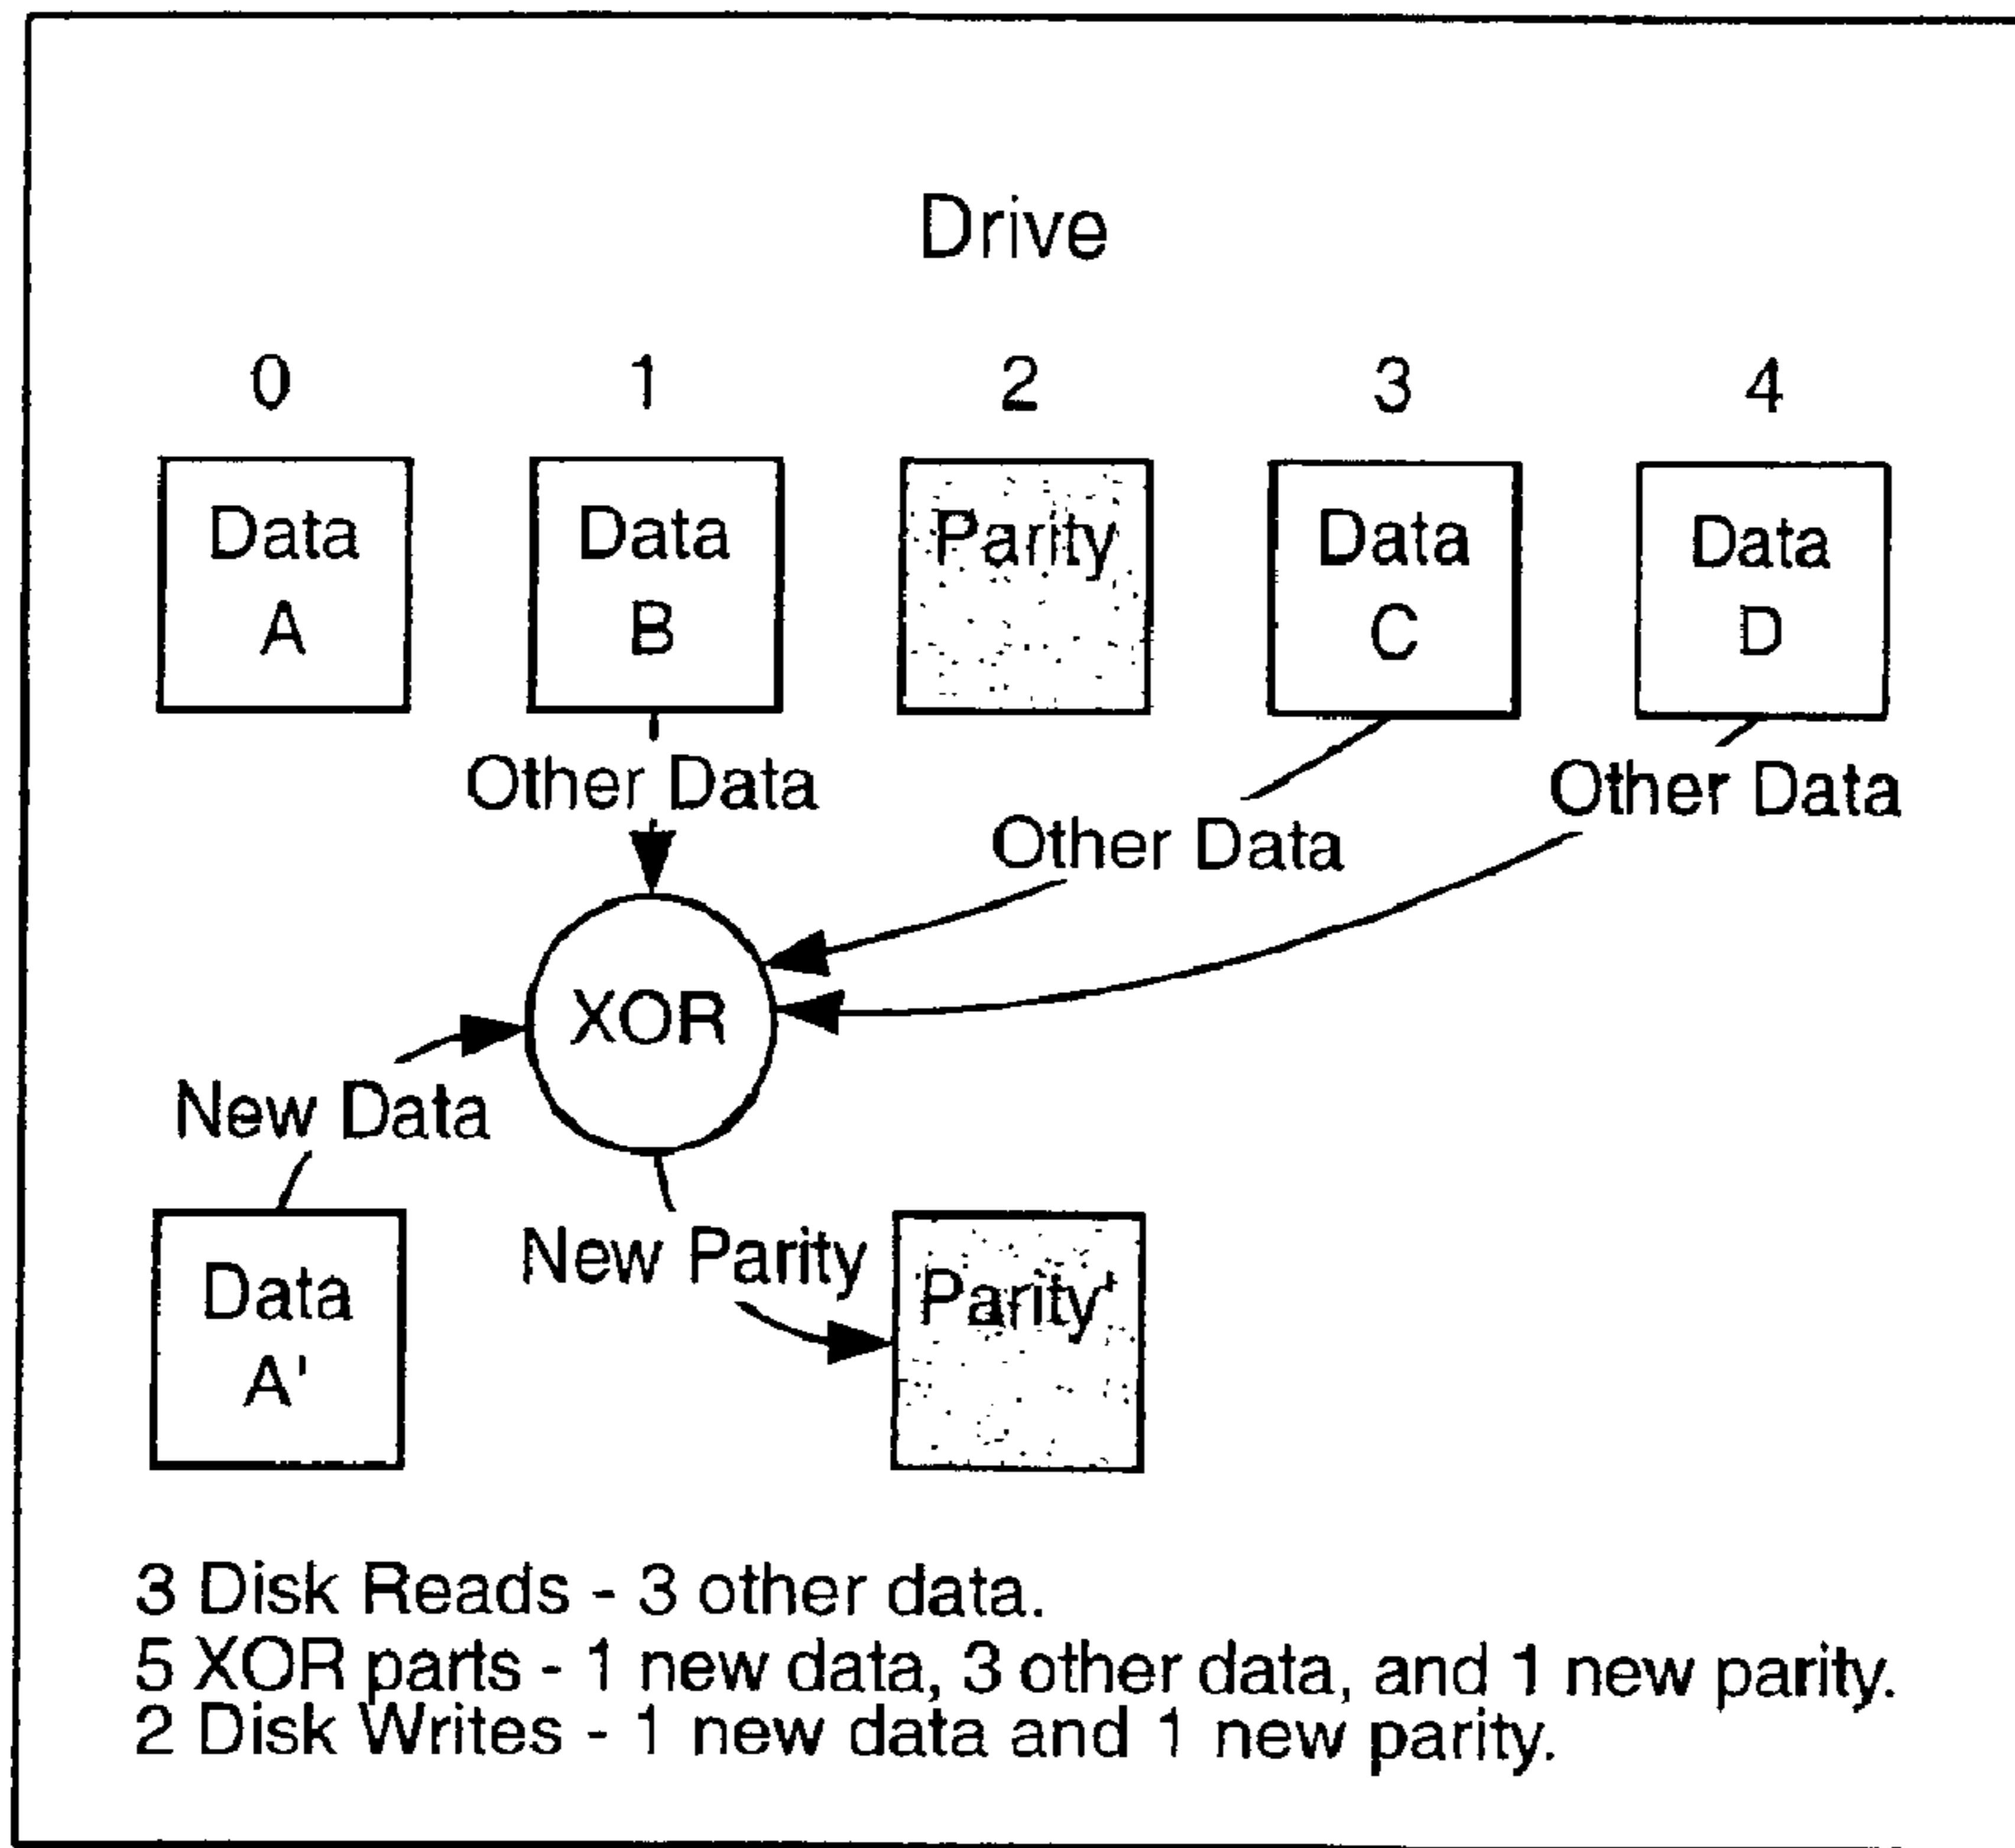 Drive
0 1 2 3 4
Data A
Data B
Parity
Data C
Data D
Other Data
Other Data
Other Data
XOR
New Data
New Parity
Data A'
Parity'
3 Disk Reads - 3 other data.
5 XOR parts - 1 new data, 3 other data, and 1 new parity.
2 Disk Writes - 1 new data and 1 new parity.